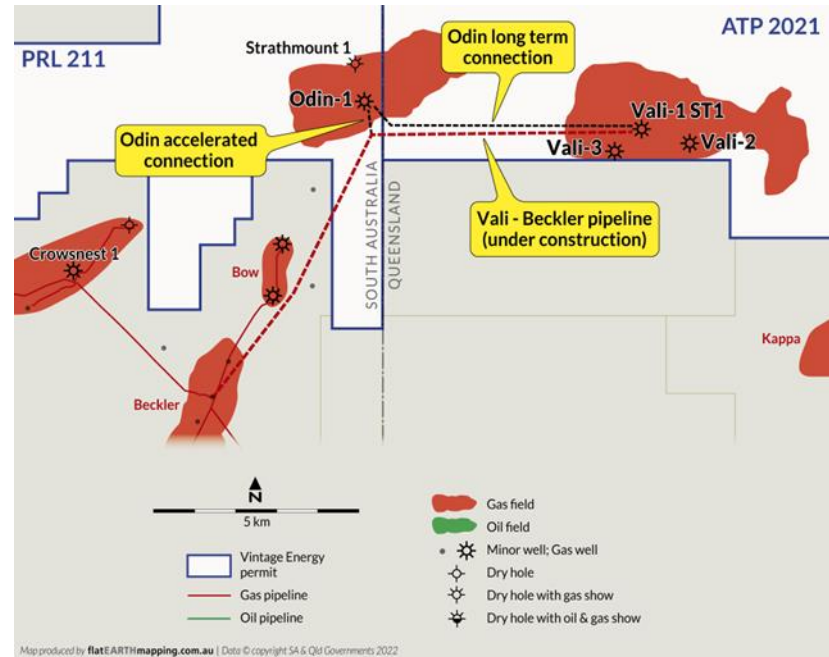 PRL 211
ATP 2021
Strathmount 1
Odin long term
connection
Odin-1
Vali-1 ST1
Odin accelerated
connection
Vali-3
Vali-2
SOUTH AUSTRALIA
QUEENSLAND
Vali - Beckler pipeline
(under construction)
Crowsnest 1
Bow
Kappa
Beckler
N
5 km
Vintage Energy
permit
Gas pipeline
Oil pipeline
Gas field
Oil field
Minor well; Gas well
Dry hole
Dry hole with gas show
Dry hole with oil & gas show
Map produced by flatEARTHmapping.com.au | Data © copyright SA & Qld Governments 2022